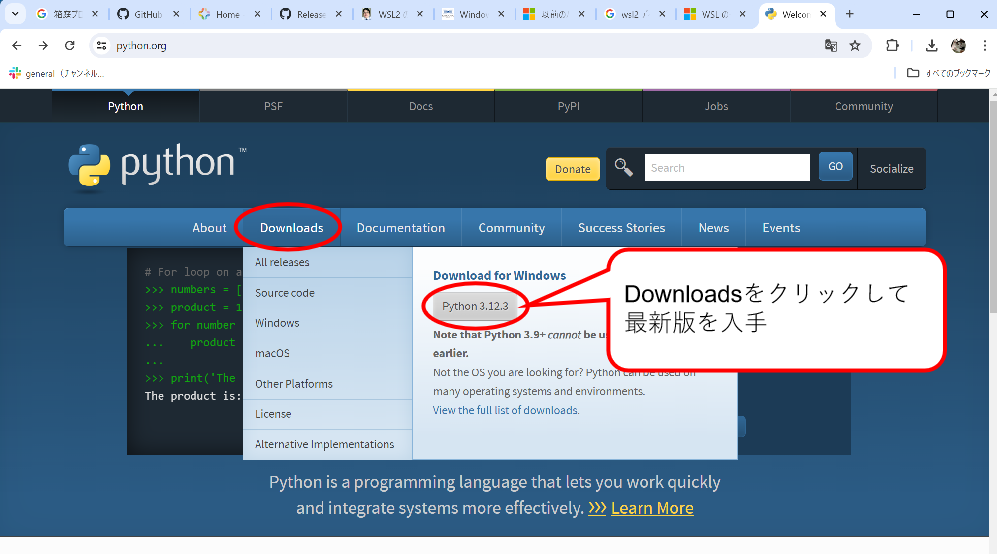 GitHub
Home
Release
WSL2 の
Window
以前のバ
wsl2 バ
WSL の
Welcom
python.org
general (チャンネル...
すべてのブックマーク
Python
PSF
Docs
PyPI
Jobs
Community
python™
Donate
Search
GO
Socialize
About
Downloads
Documentation
Community
Success Stories
News
Events
# For loop on a
>>> numbers = [
>>> product = 1
>>> for number
... product
...
>>> print('The
The product is:
All releases
Source code
Windows
macOS
Other Platforms
License
Alternative Implementations
Download for Windows
Python 3.12.3
Note that Python 3.9+ cannot be us
earlier.
Not the OS you are looking for? Python can be used on
many operating systems and environments.
View the full list of downloads.
Downloadsをクリックして
最新版を入手
Python is a programming language that lets you work quickly
and integrate systems more effectively. >>> Learn More